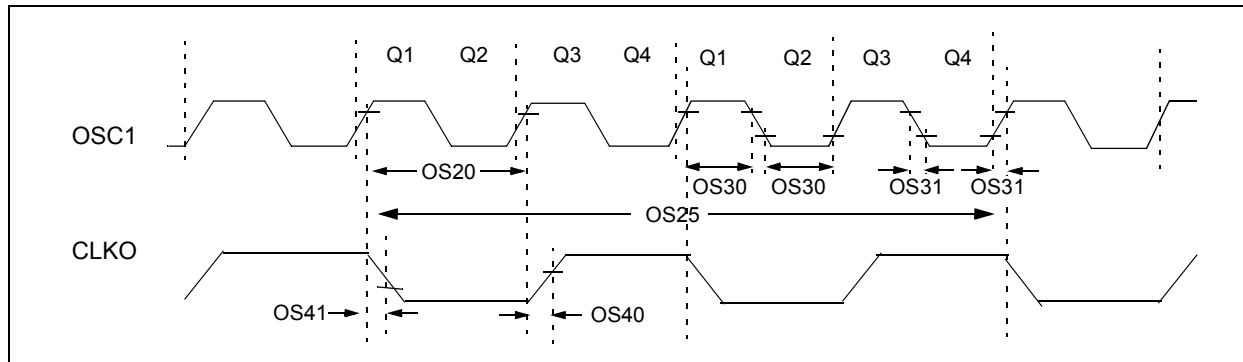 Q1 Q2 Q3 Q4 Q1 Q2 Q3 Q4
OSC1
OS20
OS30 OS30 OS31 OS31
OS25
CLKO
OS41 OS40